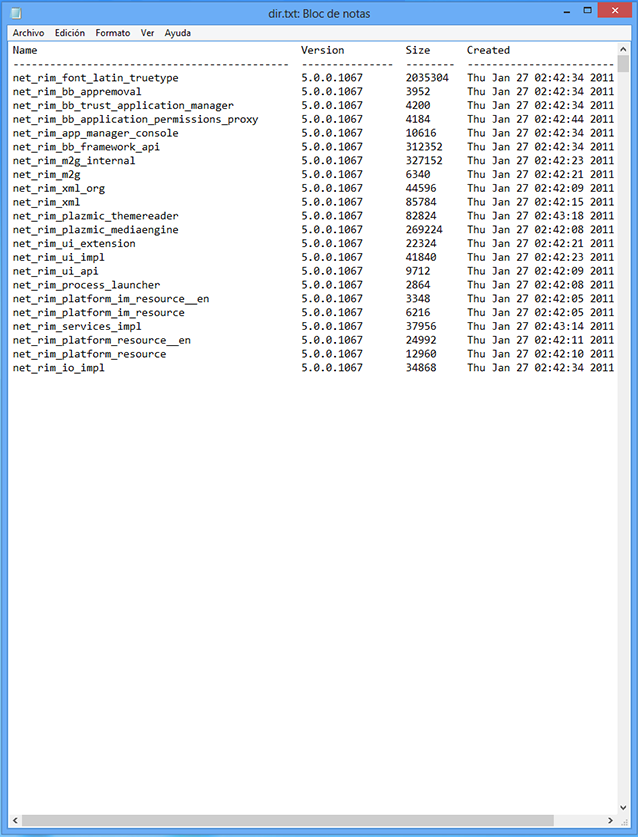 dir.txt: Bloc de notas
Archivo Edición Formato Ver Ayuda
Name Version Size Created
--------------------------------------------- --------------- -------- ------------------------
net_rim_font_latin_truetype 5.0.0.1067 2035304 Thu Jan 27 02:42:34 2011
net_rim_bb_appremoval 5.0.0.1067 3952 Thu Jan 27 02:42:34 2011
net_rim_bb_trust_application_manager 5.0.0.1067 4200 Thu Jan 27 02:42:34 2011
net_rim_bb_application_permissions_proxy 5.0.0.1067 4184 Thu Jan 27 02:42:44 2011
net_rim_app_manager_console 5.0.0.1067 10616 Thu Jan 27 02:42:34 2011
net_rim_bb_framework_api 5.0.0.1067 312352 Thu Jan 27 02:42:34 2011
net_rim_m2g_internal 5.0.0.1067 327152 Thu Jan 27 02:42:23 2011
net_rim_m2g 5.0.0.1067 6340 Thu Jan 27 02:42:21 2011
net_rim_xml_org 5.0.0.1067 44596 Thu Jan 27 02:42:09 2011
net_rim_xml 5.0.0.1067 85784 Thu Jan 27 02:42:15 2011
net_rim_plazmic_themereader 5.0.0.1067 82824 Thu Jan 27 02:43:18 2011
net_rim_plazmic_mediaengine 5.0.0.1067 269224 Thu Jan 27 02:42:08 2011
net_rim_ui_extension 5.0.0.1067 22324 Thu Jan 27 02:42:21 2011
net_rim_ui_impl 5.0.0.1067 41840 Thu Jan 27 02:42:23 2011
net_rim_ui_api 5.0.0.1067 9712 Thu Jan 27 02:42:09 2011
net_rim_process_launcher 5.0.0.1067 2864 Thu Jan 27 02:42:08 2011
net_rim_platform_im_resource__en 5.0.0.1067 3348 Thu Jan 27 02:42:05 2011
net_rim_platform_im_resource 5.0.0.1067 6216 Thu Jan 27 02:42:05 2011
net_rim_services_impl 5.0.0.1067 37956 Thu Jan 27 02:43:14 2011
net_rim_platform_resource__en 5.0.0.1067 24992 Thu Jan 27 02:42:11 2011
net_rim_platform_resource 5.0.0.1067 12960 Thu Jan 27 02:42:10 2011
net_rim_io_impl 5.0.0.1067 34868 Thu Jan 27 02:42:34 2011